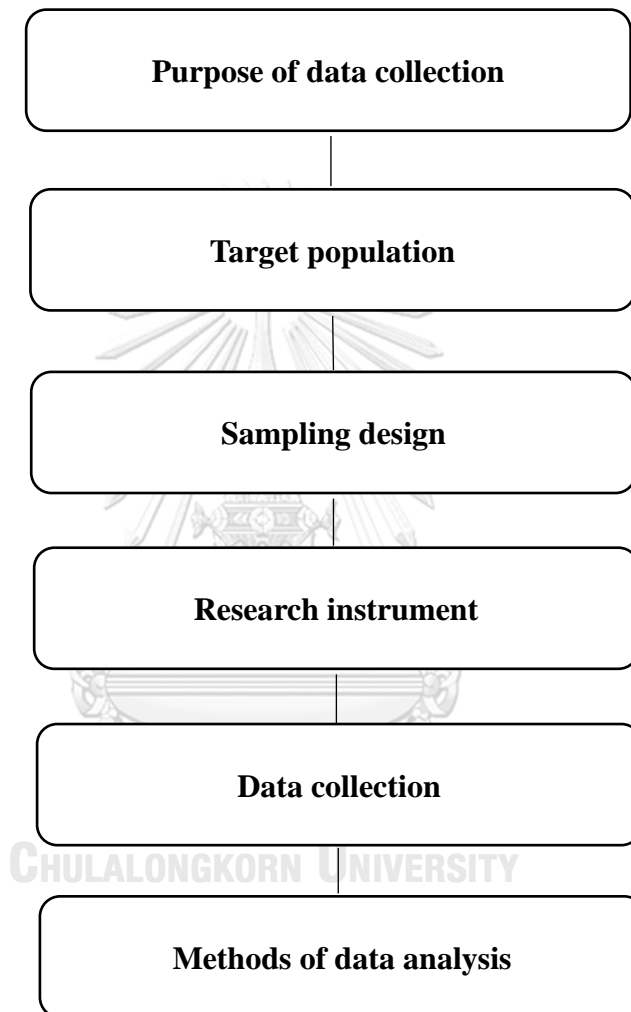 Purpose of data collection
Target population
Sampling design
Research instrument
Data collection
CHULALONGKORN UNIVERSITY
Methods of data analysis